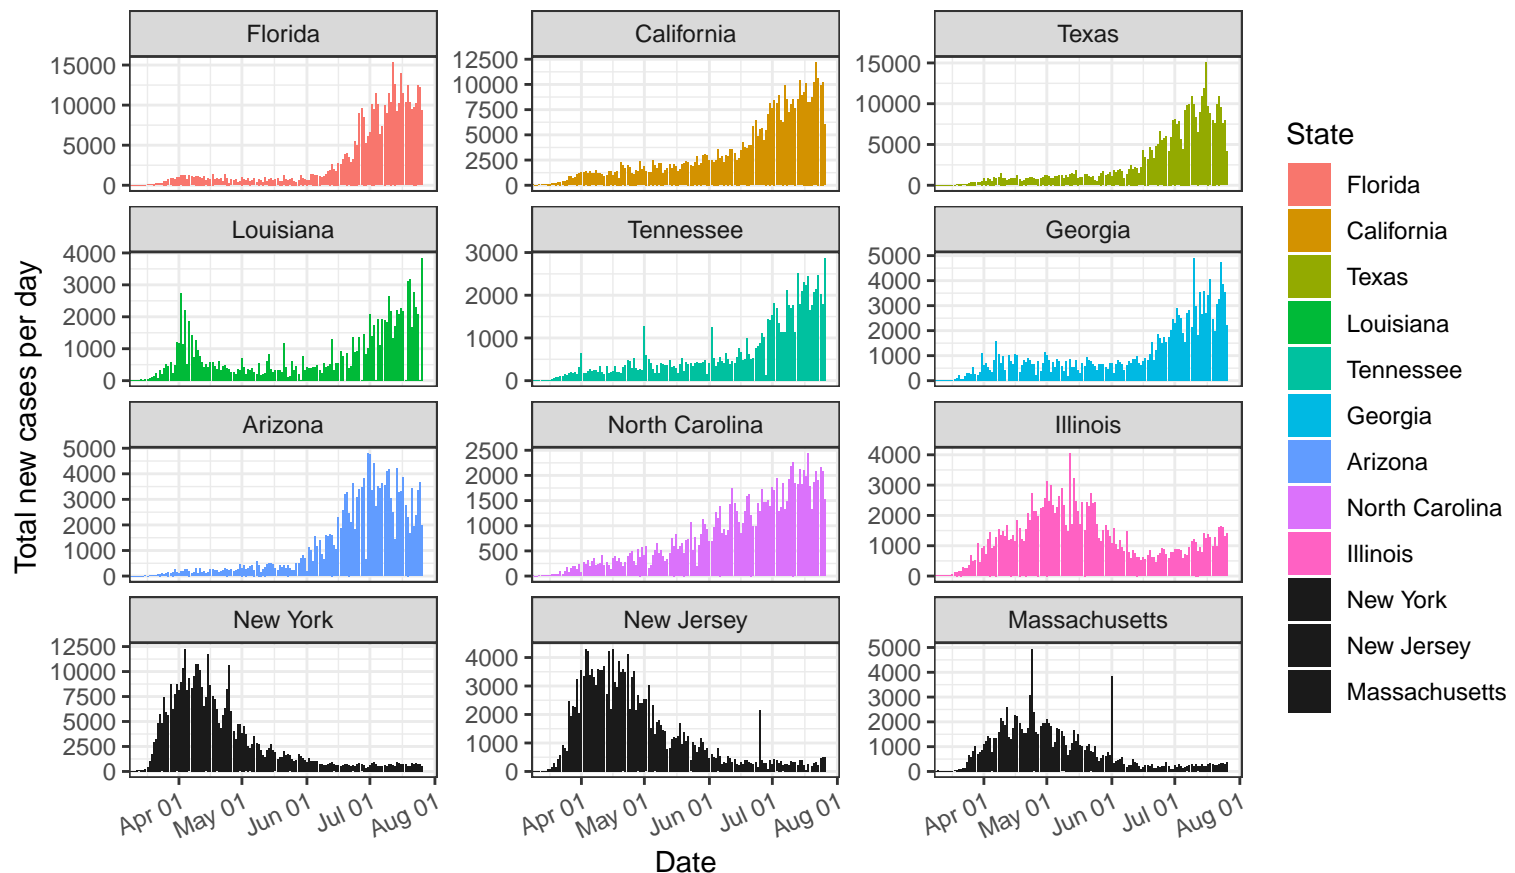 Florida California Texas
15000
10000
5000
0
12500
10000
7500
5000
2500
0
15000
10000
5000
0
Louisiana Tennessee Georgia
4000
3000
2000
1000
0
3000
2000
1000
0
5000
4000
3000
2000
1000
0
Arizona North Carolina Illinois
5000
4000
3000
2000
1000
0
2500
2000
1500
1000
500
0
4000
3000
2000
1000
0
New York New Jersey Massachusetts
12500
10000
7500
5000
2500
0
4000
3000
2000
1000
0
5000
4000
3000
2000
1000
0
Apr 01 May 01 Jun 01 Jul 01 Aug 01
Apr 01 May 01 Jun 01 Jul 01 Aug 01
Apr 01 May 01 Jun 01 Jul 01 Aug 01
Date
Total new cases per day
State
Florida
California
Texas
Louisiana
Tennessee
Georgia
Arizona
North Carolina
Illinois
New York
New Jersey
Massachusetts